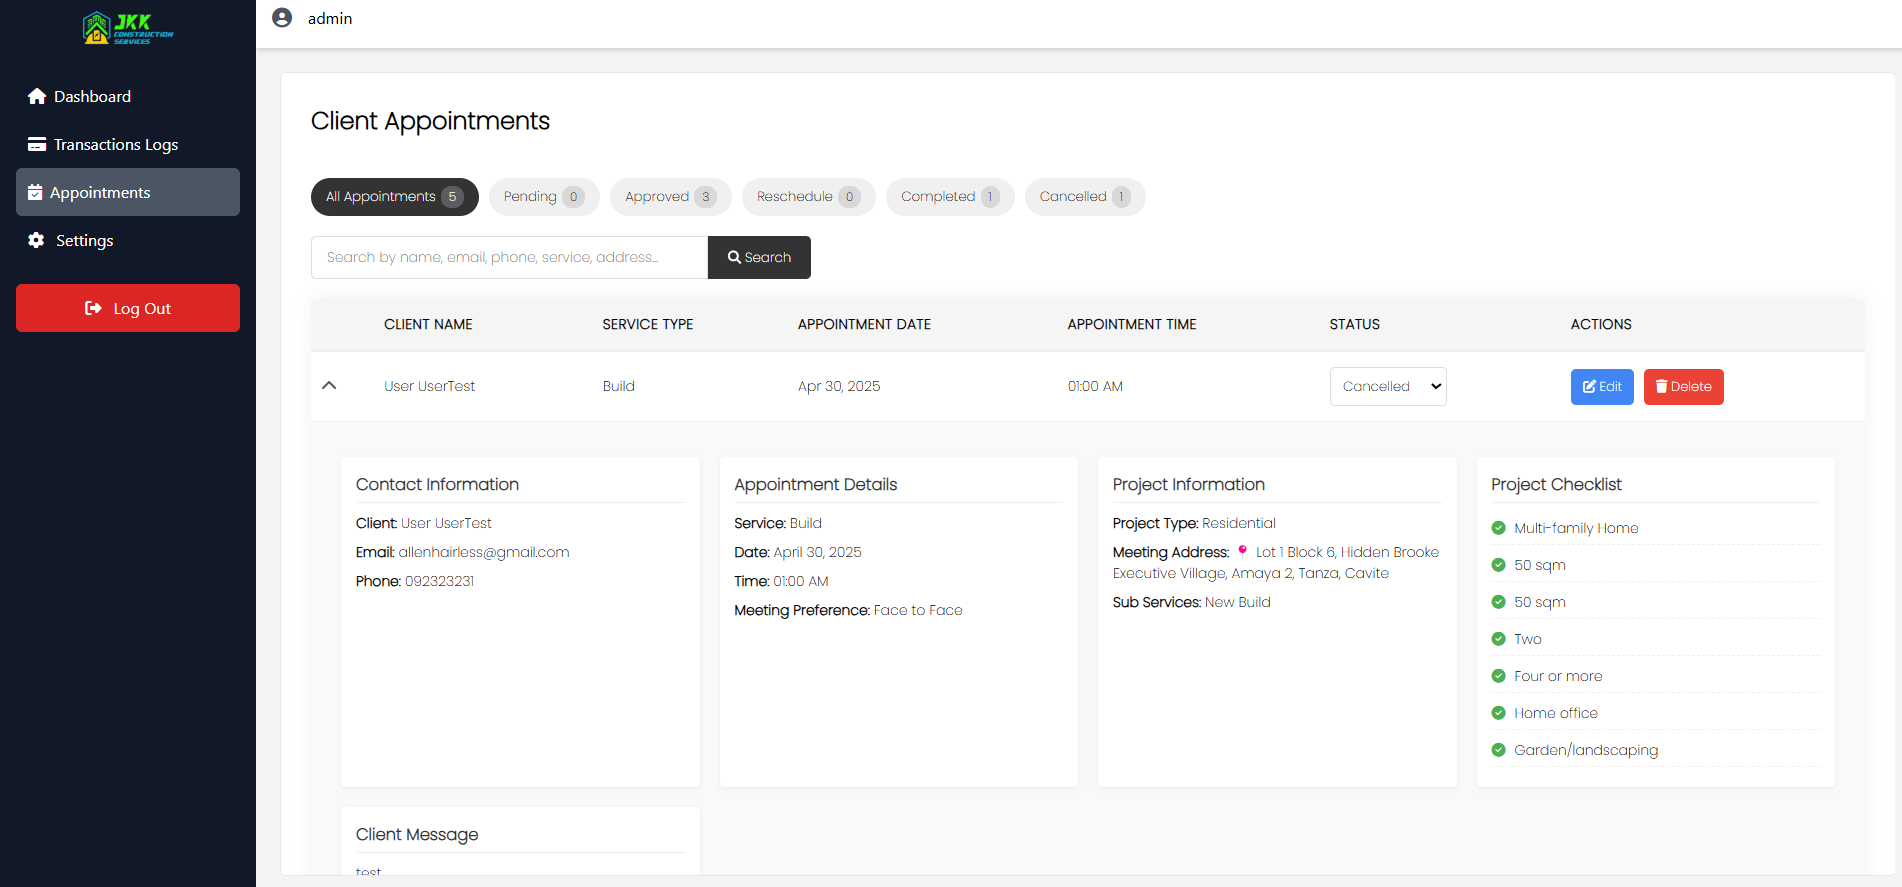 JKK
CONSTRUCTION
SERVICES
admin
Dashboard
Transactions Logs
Appointments
Settings
Log Out
Client Appointments
All Appointments 5 Pending 0 Approved 3 Reschedule 0 Completed 1 Cancelled 1
Search by name, email, phone, service, address... Search
CLIENT NAME SERVICE TYPE APPOINTMENT DATE APPOINTMENT TIME STATUS ACTIONS
User UserTest Build Apr 30, 2025 01:00 AM Cancelled Edit Delete
Contact Information
Client: User UserTest
Email: allenhairless@gmail.com
Phone: 092323231
Appointment Details
Service: Build
Date: April 30, 2025
Time: 01:00 AM
Meeting Preference: Face to Face
Project Information
Project Type: Residential
Meeting Address: 📍 Lot 1 Block 6, Hidden Brooke
Executive Village, Amaya 2, Tanza, Cavite
Sub Services: New Build
Project Checklist
Multi-family Home
50 sqm
50 sqm
Two
Four or more
Home office
Garden/landscaping
Client Message
test